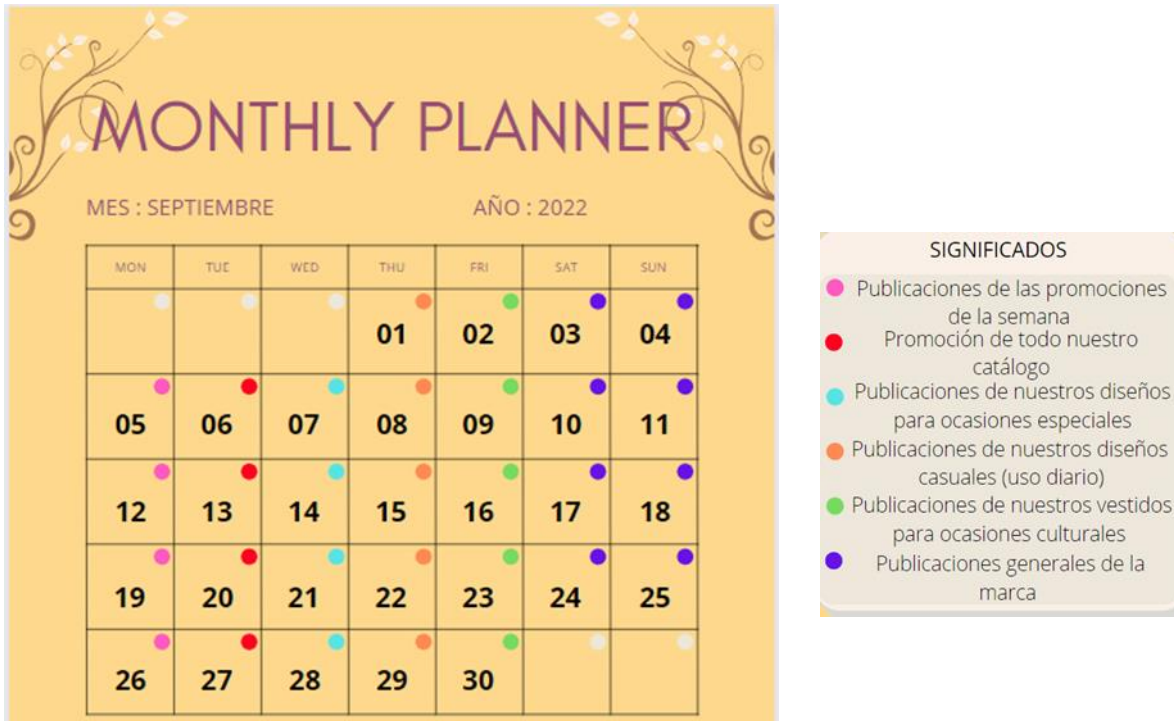 MONTHLY PLANNER
MES : SEPTIEMBRE AÑO : 2022
MON TUE WED THU FRI SAT SUN
01 02 03 04
05 06 07 08 09 10 11
12 13 14 15 16 17 18
19 20 21 22 23 24 25
26 27 28 29 30
SIGNIFICADOS
Publicaciones de las promociones
de la semana
Promoción de todo nuestro
catálogo
Publicaciones de nuestros diseños
para ocasiones especiales
Publicaciones de nuestros diseños
casuales (uso diario)
Publicaciones de nuestros vestidos
para ocasiones culturales
Publicaciones generales de la
marca